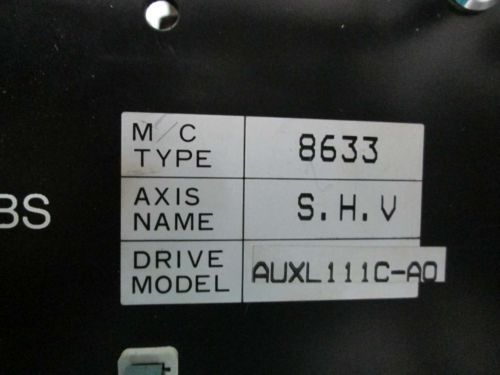 M/C TYPE 8633
BS
AXIS NAME S.H.V
DRIVE MODEL AUXL111C-A0